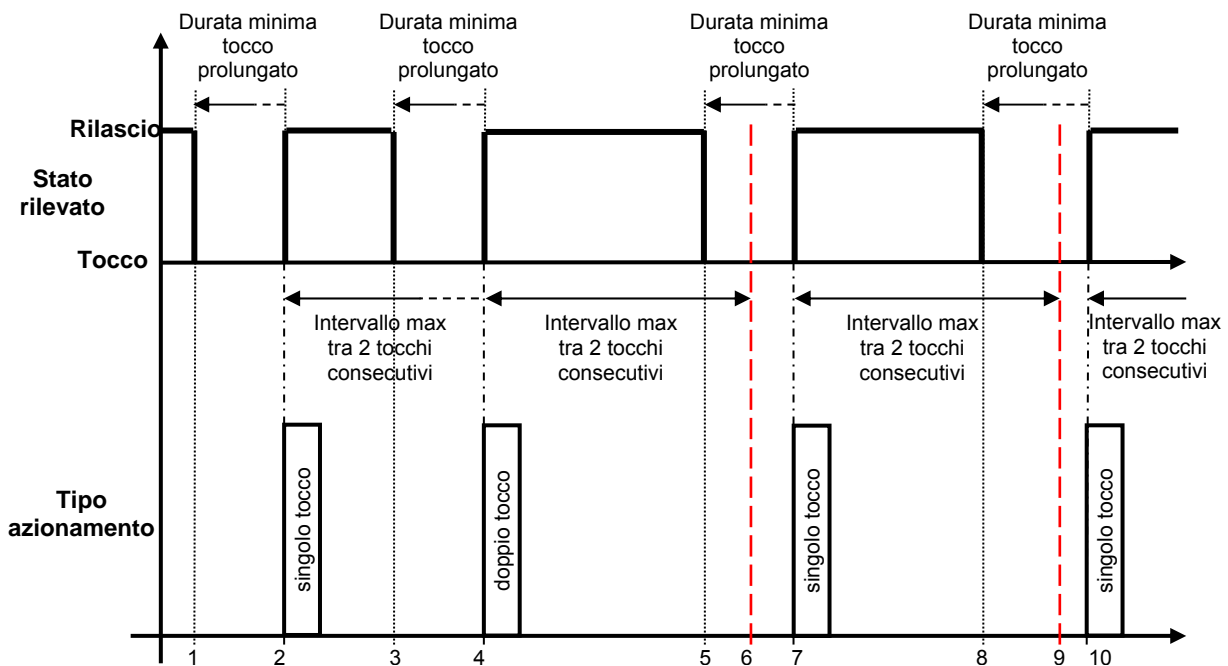 Durata minima
tocco
prolungato
Durata minima
tocco
prolungato
Durata minima
tocco
prolungato
Durata minima
tocco
prolungato
Rilascio
Stato
rilevato
Tocco
Intervallo max
tra 2 tocchi
consecutivi
Intervallo max
tra 2 tocchi
consecutivi
Intervallo max
tra 2 tocchi
consecutivi
Intervallo max
tra 2 tocchi
consecutivi
Tipo
azionamento
singolo tocco
doppio tocco
singolo tocco
singolo tocco
1 2 3 4 5 6 7 8 9 10